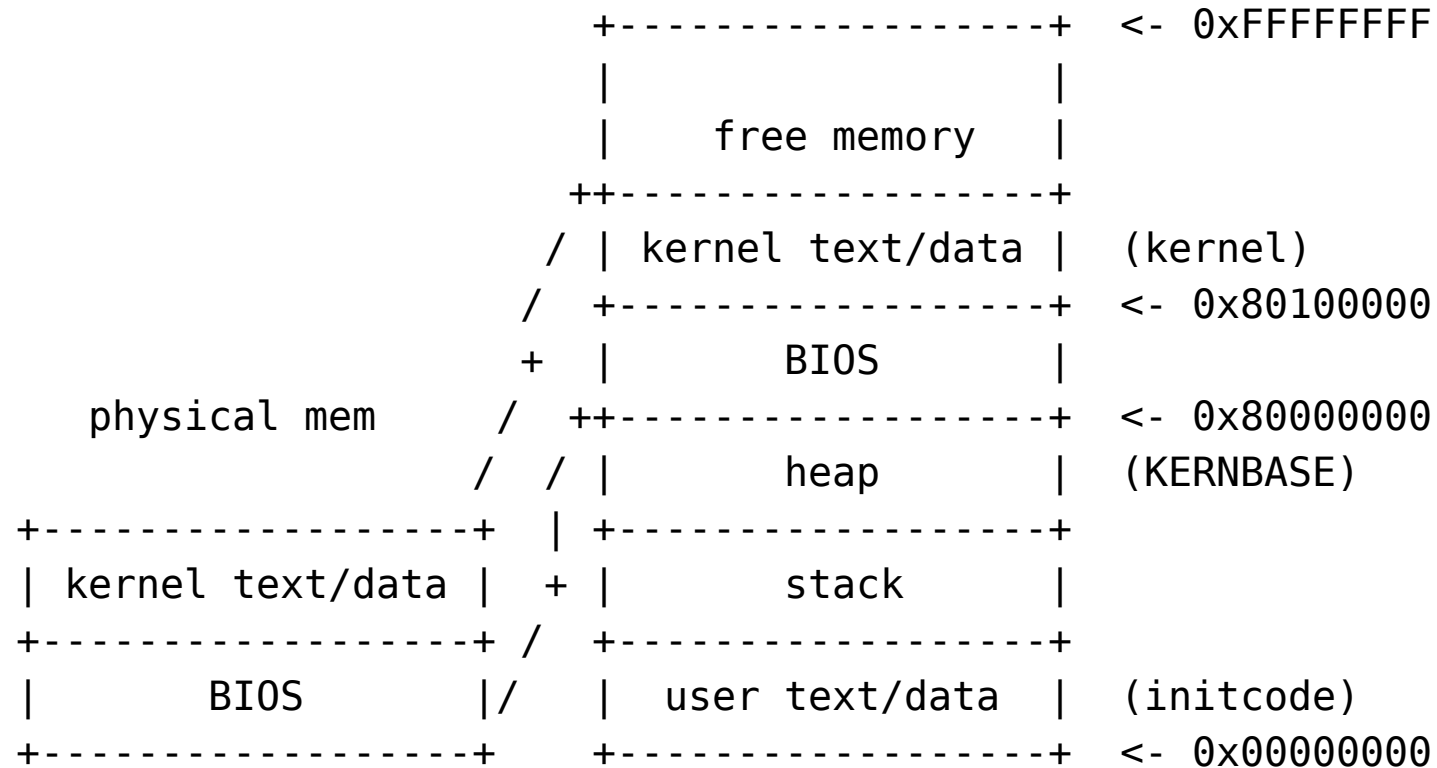 +------------------+  <- 0xFFFFFFFF
                        |                  |
                        |    free memory   |
                       ++------------------+
                      / | kernel text/data |  (kernel)
                     /  +------------------+  <- 0x80100000
                     +  |       BIOS       |
   physical mem     /  ++------------------+  <- 0x80000000
                   /  / |       heap       |  (KERNBASE)
+------------------+  | +------------------+
| kernel text/data |  + |       stack      |
+------------------+ /  +------------------+
|       BIOS       |/   |  user text/data  |  (initcode)
+------------------+    +------------------+  <- 0x00000000